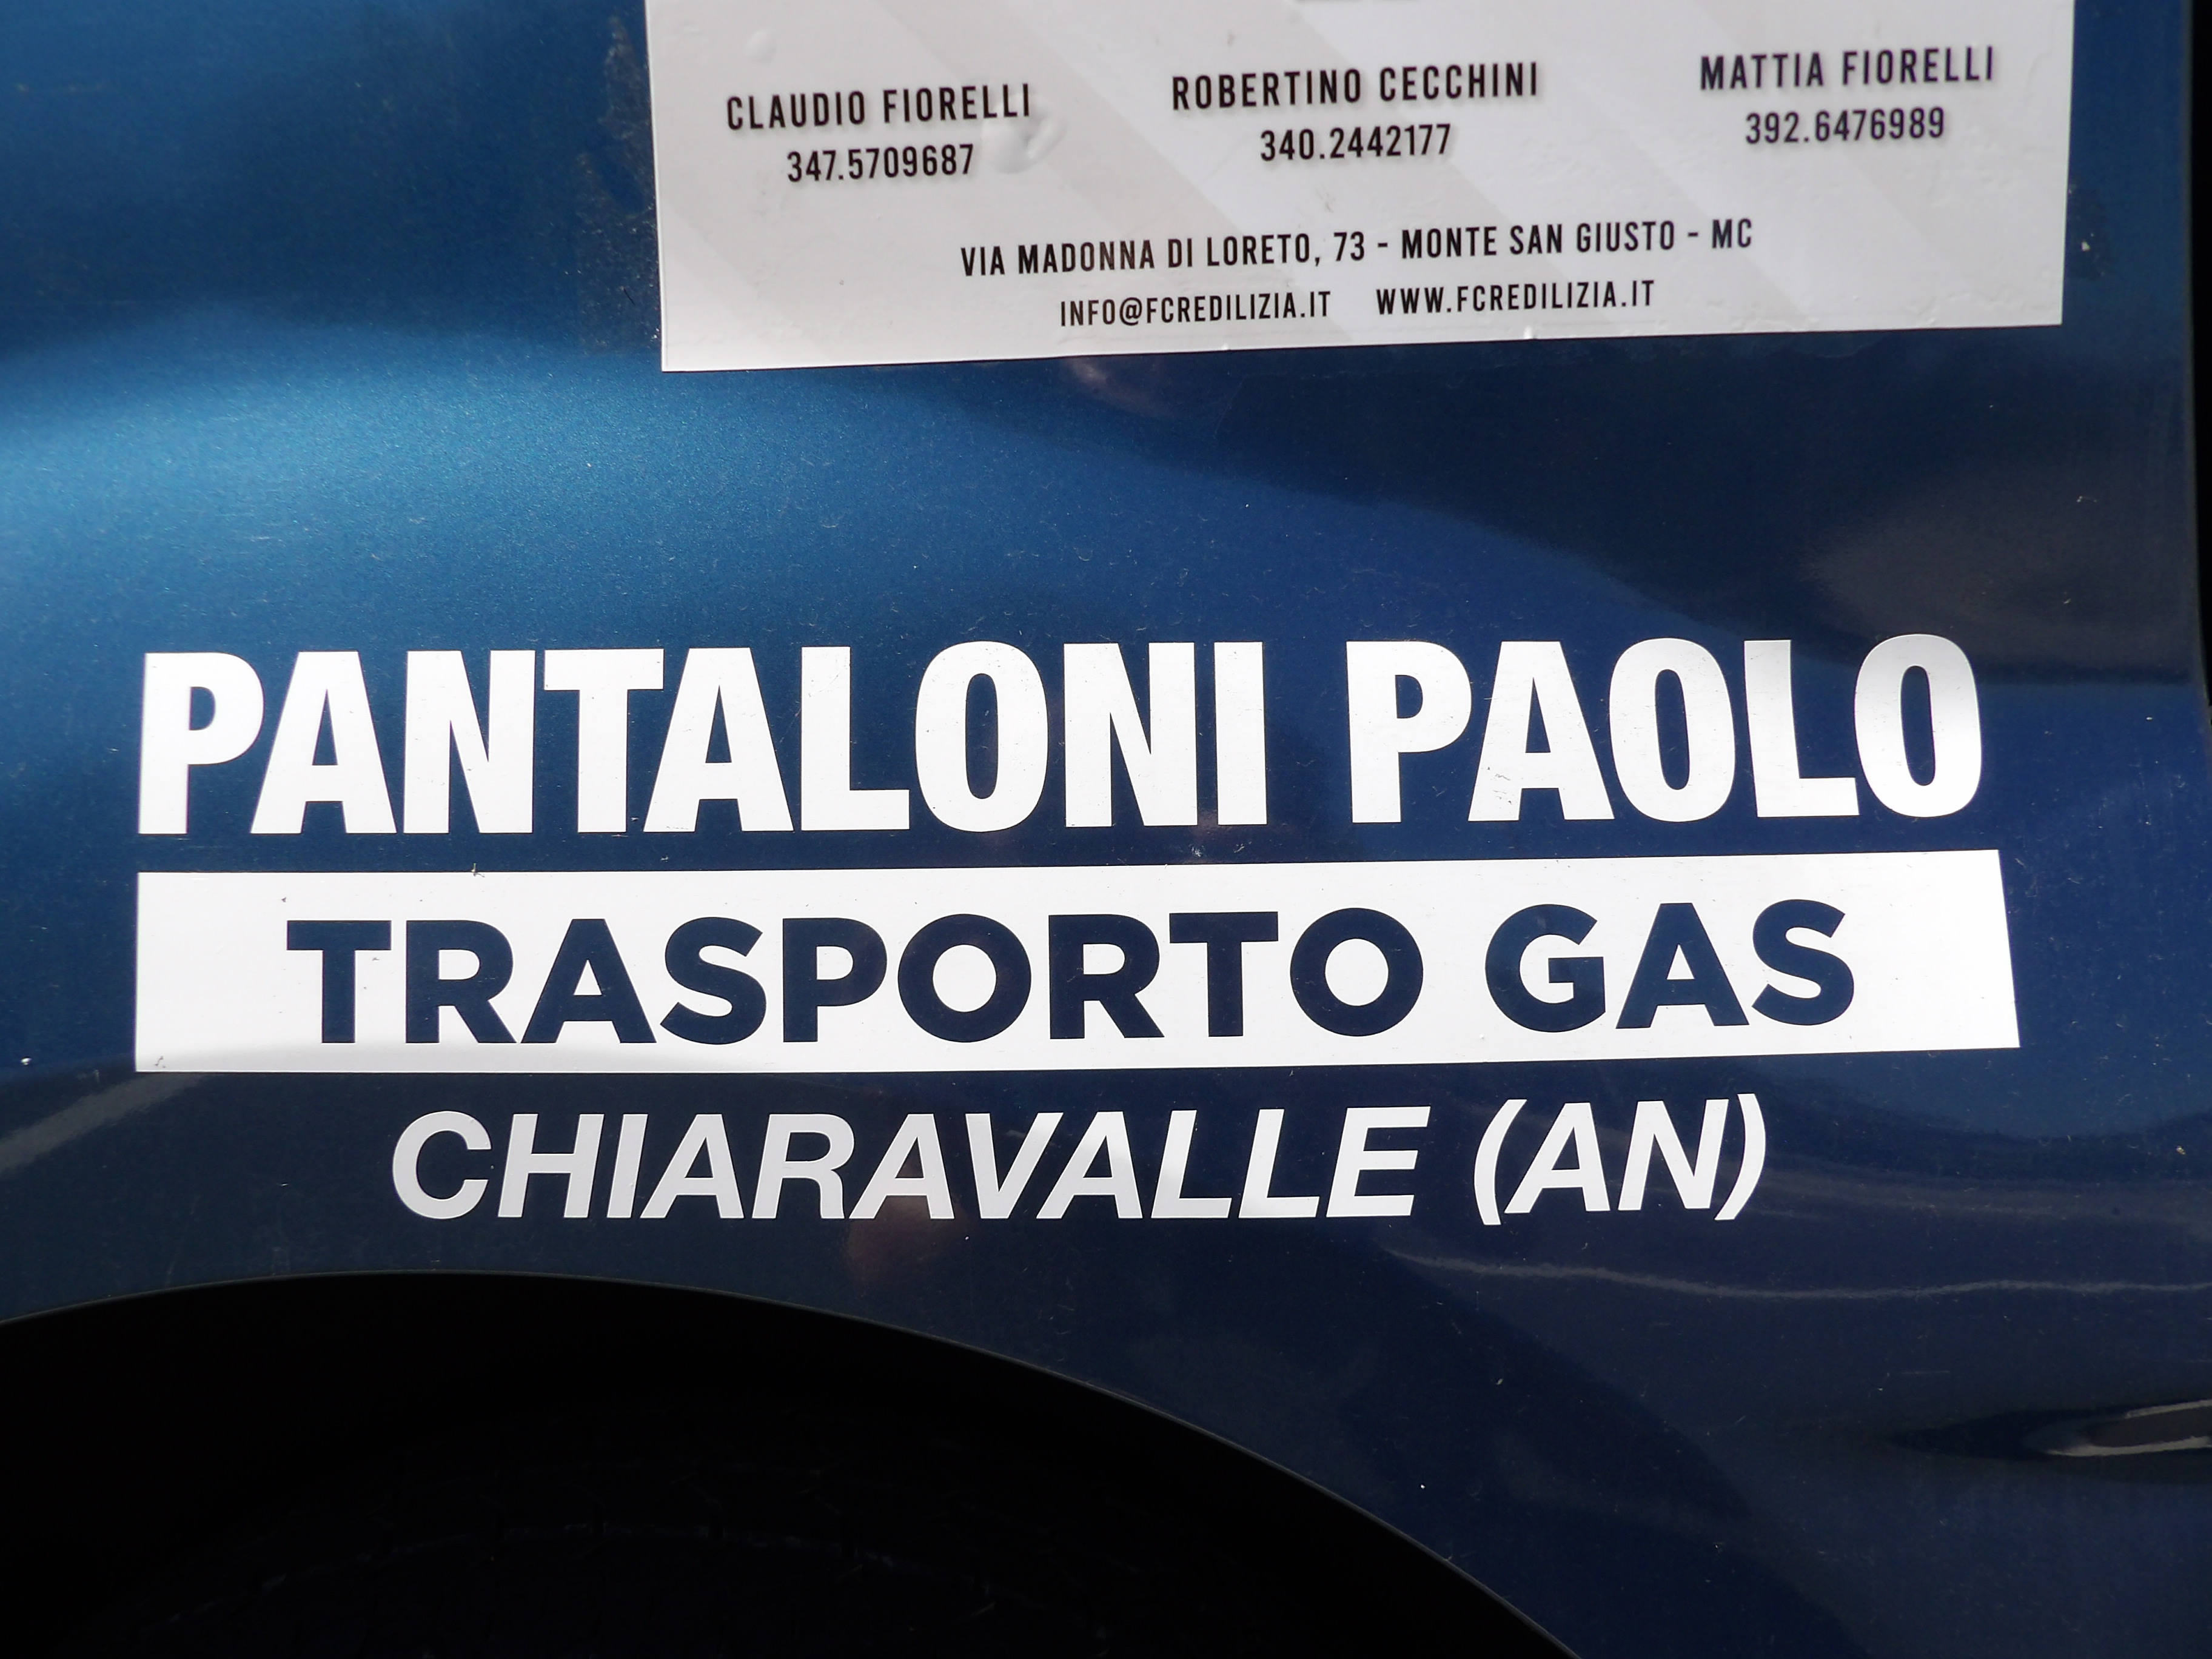 CLAUDIO FIORELLI ROBERTINO CECCHINI MATTIA FIORELLI
347.5709687 340.2442177 392.6476989
VIA MADONNA DI LORETO, 73 - MONTE SAN GIUSTO - MC
INFO@FCREDILIZIA.IT WWW.FCREDILIZIA.IT
PANTALONI PAOLO
TRASPORTO GAS
CHIARAVALLE (AN)